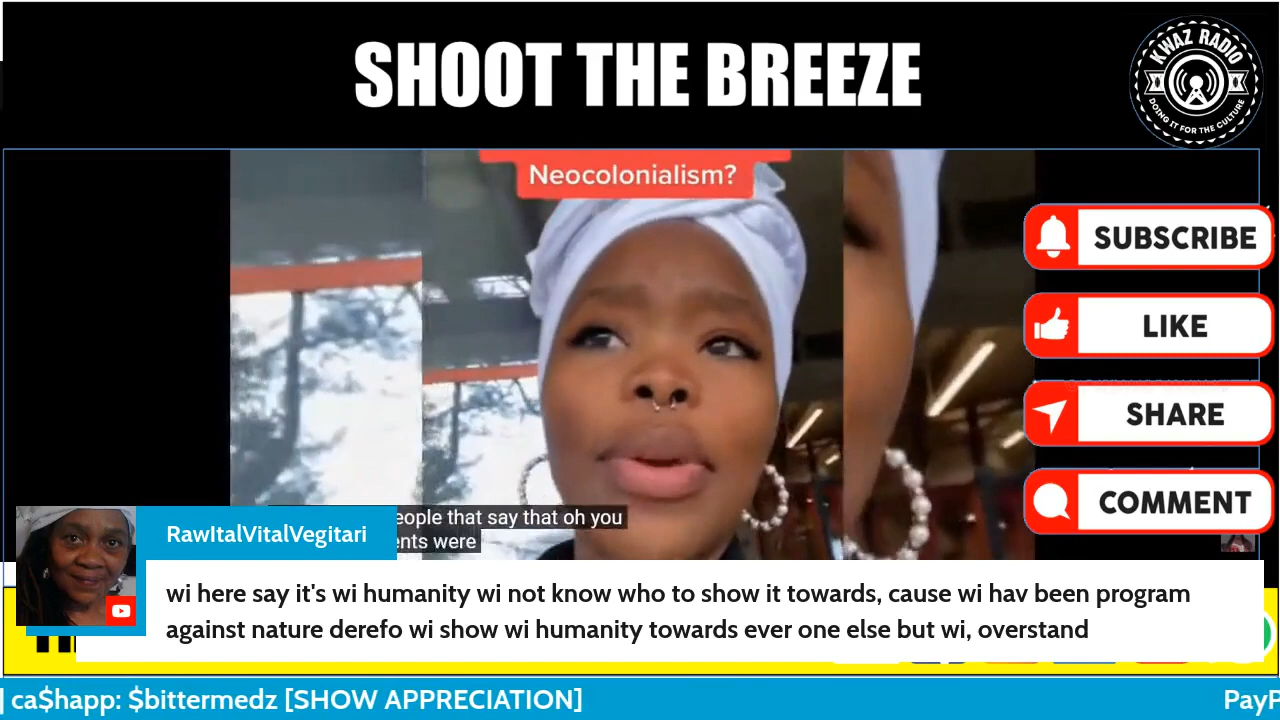 SHOOT THE BREEZE
KWAZ RADIO
DOING IT FOR THE CULTURE
Neocolonialism?
SUBSCRIBE
LIKE
SHARE
COMMENT
that say that oh you
were
RawItalVitalVegitari
wi here say it's wi humanity wi not know who to show it towards, cause wi hav been program
against nature derefo wi show wi humanity towards ever one else but wi, overstand
ca$happ: $bittermedz [SHOW APPRECIATION]